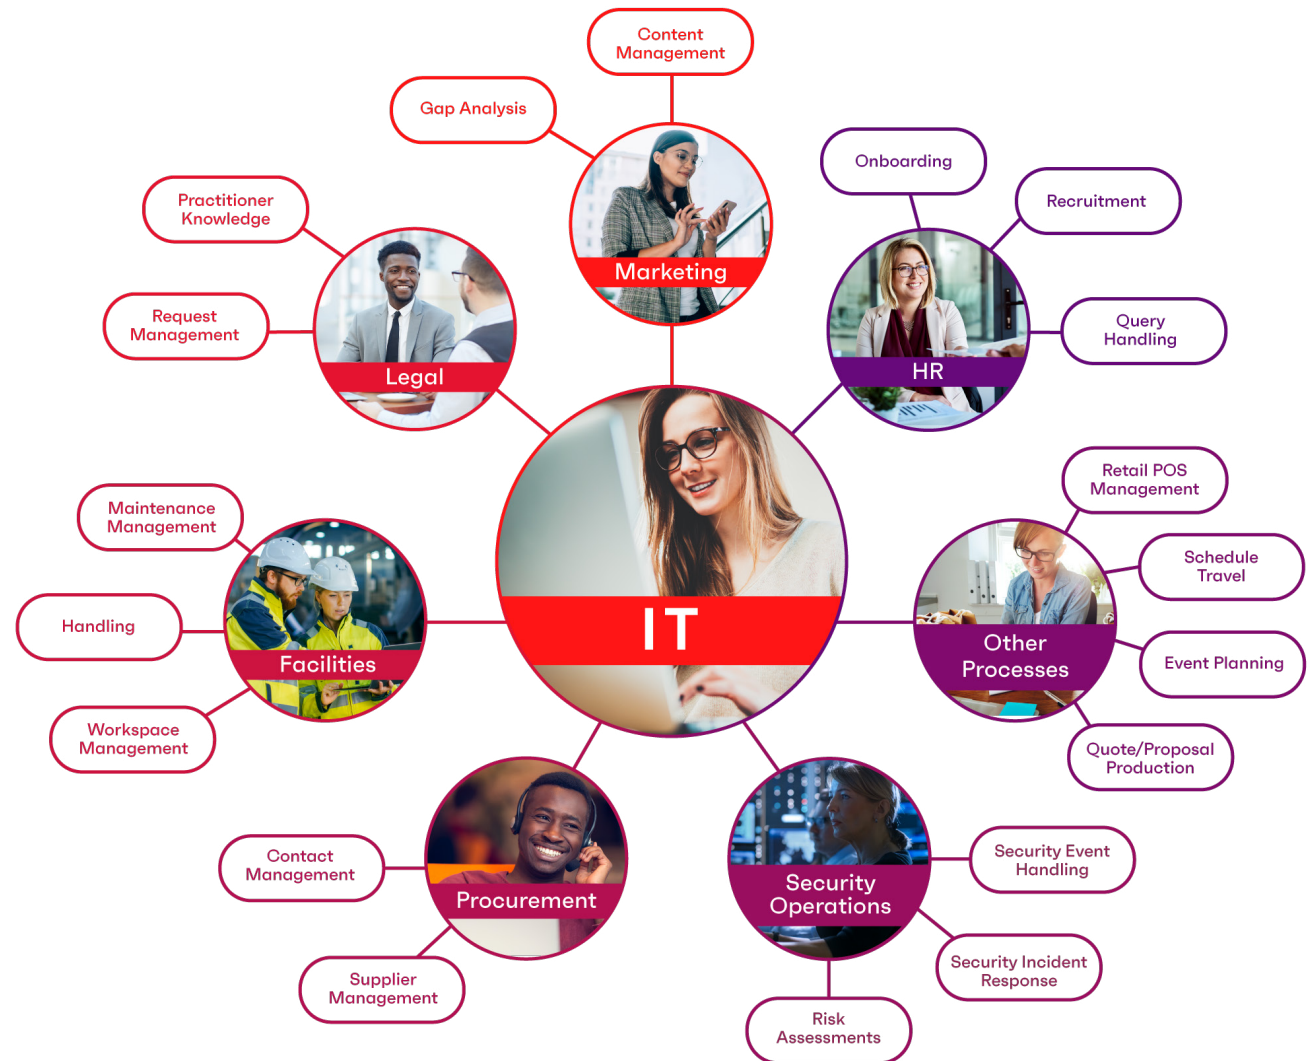 Content
Management
Gap Analysis
Marketing
Onboarding
Recruitment
Query
Handling
HR
Practitioner
Knowledge
Request
Management
Legal
IT
Maintenance
Management
Handling
Workspace
Management
Facilities
Retail POS
Management
Schedule
Travel
Event Planning
Quote/Proposal
Production
Other
Processes
Contact
Management
Supplier
Management
Procurement
Security
Operations
Security Event
Handling
Security Incident
Response
Risk
Assessments